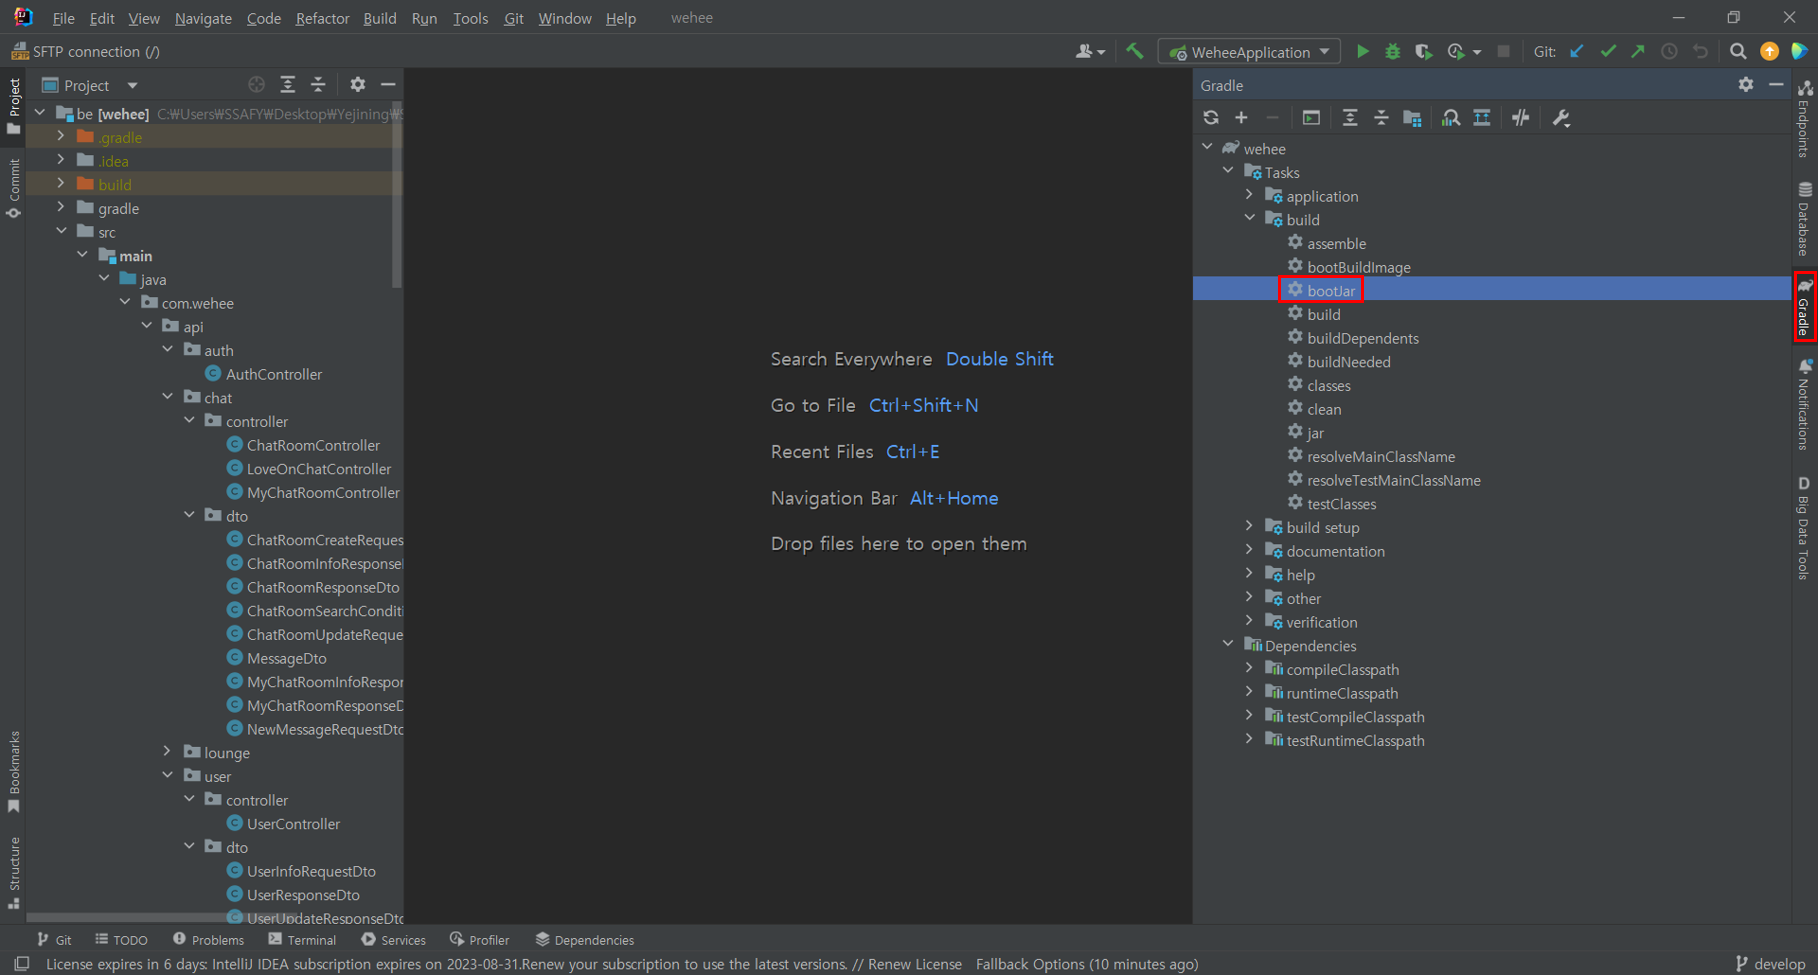 File Edit View Navigate Code Refactor Build Run Tools Git Window Help wehee
SFTP
SFTP connection (/)
WeheeApplication
Git:
Project
Project
Commit
Bookmarks
Structure
be [wehee] C:₩Users₩SSAFY₩Desktop₩Yejining₩
.gradle
.idea
build
gradle
src
main
java
com.wehee
api
auth
AuthController
chat
controller
ChatRoomController
LoveOnChatController
MyChatRoomController
dto
ChatRoomCreateReques
ChatRoomInfoResponse
ChatRoomResponseDto
ChatRoomSearchConditi
ChatRoomUpdateReque
MessageDto
MyChatRoomInfoRespor
MyChatRoomResponseD
NewMessageRequestDto
lounge
user
controller
UserController
dto
UserInfoRequestDto
UserResponseDto
UserUpdateResponseDto
Search Everywhere Double Shift
Go to File Ctrl+Shift+N
Recent Files Ctrl+E
Navigation Bar Alt+Home
Drop files here to open them
Gradle
wehee
Tasks
application
build
assemble
bootBuildImage
bootJar
build
buildDependents
buildNeeded
classes
clean
jar
resolveMainClassName
resolveTestMainClassName
testClasses
build setup
documentation
help
other
verification
Dependencies
compileClasspath
runtimeClasspath
testCompileClasspath
testRuntimeClasspath
Endpoints
Database
Gradle
Notifications
D Big Data Tools
Git TODO Problems Terminal Services Profiler Dependencies
License expires in 6 days: IntelliJ IDEA subscription expires on 2023-08-31.Renew your subscription to use the latest versions. // Renew License Fallback Options (10 minutes ago)
develop